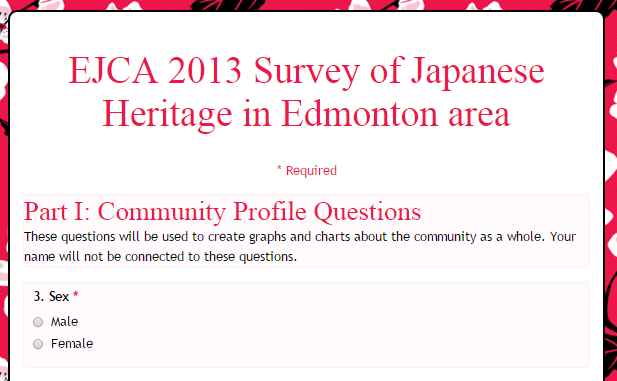 EJCA 2013 Survey of Japanese
Heritage in Edmonton area
* Required
Part I: Community Profile Questions
These questions will be used to create graphs and charts about the community as a whole. Your
name will not be connected to these questions.
3. Sex *
Male
Female